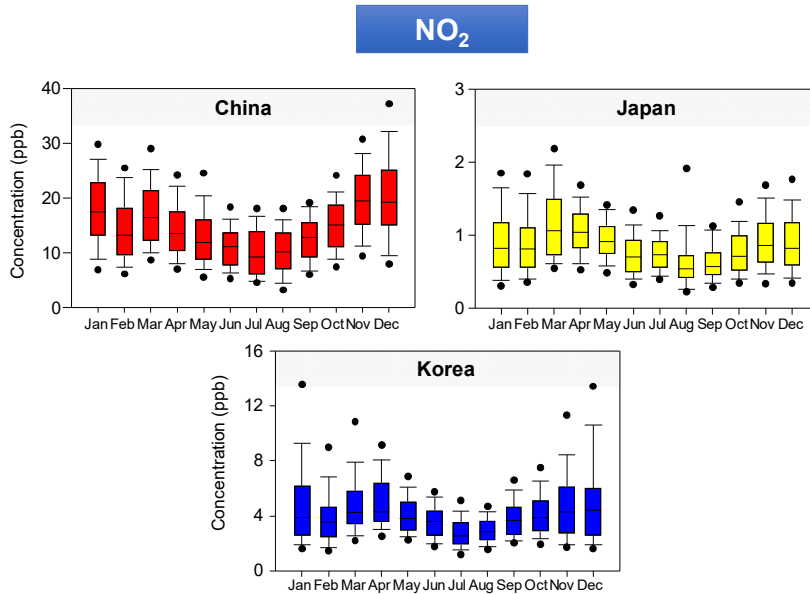 NO₂
China
Concentration (ppb)
40
30
20
10
0
Jan Feb Mar Apr May Jun Jul Aug Sep Oct Nov Dec
Japan
3
2
1
0
Jan Feb Mar Apr May Jun Jul Aug Sep Oct Nov Dec
Korea
Concentration (ppb)
16
12
8
4
0
Jan Feb Mar Apr May Jun Jul Aug Sep Oct Nov Dec